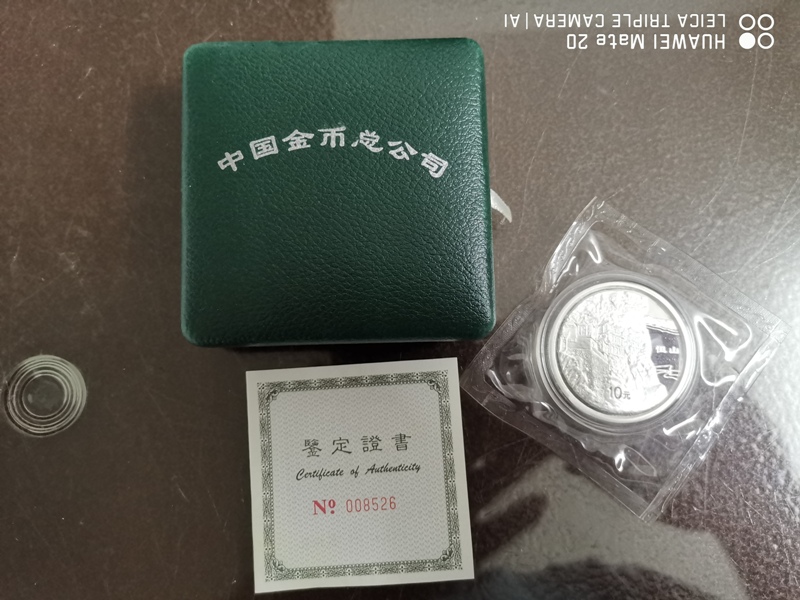 HUAWEI Mate 20
LEICA TRIPLE CAMERA | AI
中国金币总公司
山
10元
鑒定證書
Certificate of Authenticity
Nº 008526